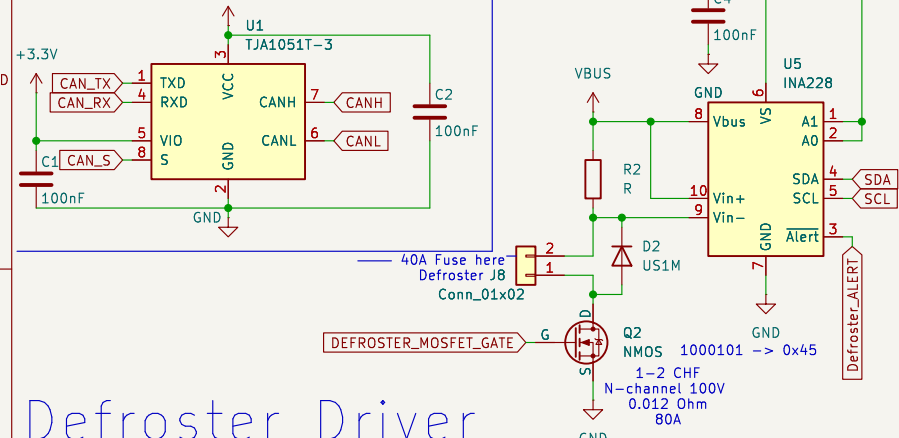 U1
TJA1051T-3
+3.3V
D
3
VCC
CAN_TX
1
TXD
CAN_RX
4
RXD
CANH
7
CANH
C2
100nF
5
VIO
CANL
6
CANL
CAN_S
8
S
GND
2
C1
100nF
GND
100nF
U5
INA228
VBUS
GND
6
VS
8
Vbus
A1
1
A0
2
R2
R
SDA
4
SDA
10
Vin+
SCL
5
SCL
9
Vin-
GND
Alert
3
7
D2
US1M
40A Fuse here
Defroster J8
2
1
Conn_01x02
GND
Defroster_ALERT
DEFROSTER_MOSFET_GATE
G
D
S
Q2
NMOS
1000101 -> 0x45
1-2 CHF
N-channel 100V
0.012 Ohm
80A
Defroster Driver